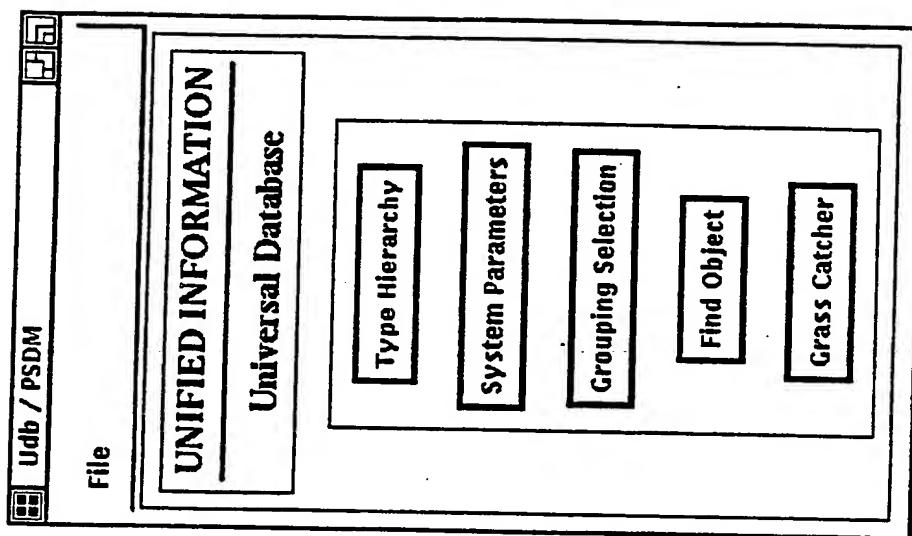 Udb / PSDM
File
UNIFIED INFORMATION
Universal Database
Type Hierarchy
System Parameters
Grouping Selection
Find Object
Grass Catcher